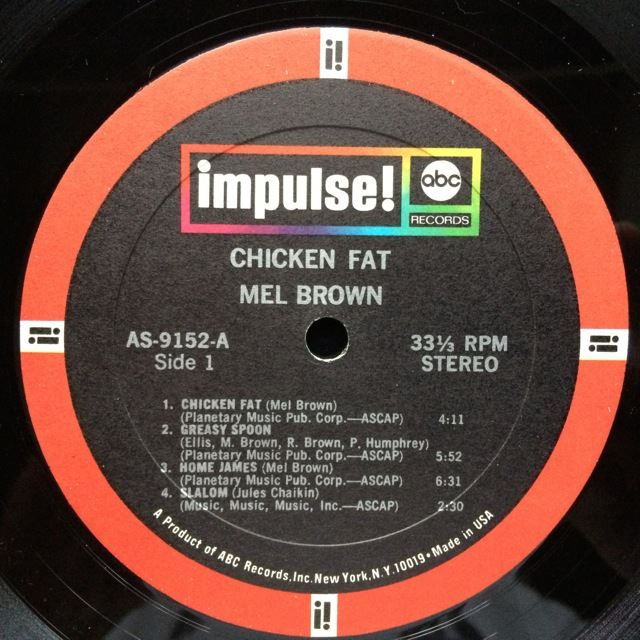 i!
impulse!
abc
RECORDS
CHICKEN FAT
MEL BROWN
AS-9152-A
Side 1
33⅓ RPM
STEREO
1. CHICKEN FAT (Mel Brown)
(Planetary Music Pub. Corp.—ASCAP) 4:11
2. GREASY SPOON
(Ellis, M. Brown, R. Brown, P. Humphrey)
(Planetary Music Pub. Corp.—ASCAP) 5:52
3. HOME JAMES (Mel Brown)
(Planetary Music Pub. Corp.—ASCAP) 6:31
4. SLALOM (Jules Chaikin)
(Music, Music, Music, Inc.—ASCAP) 2:30
A Product of ABC Records, Inc. New York, N.Y. 10019 • Made in USA
i!
i!
i!